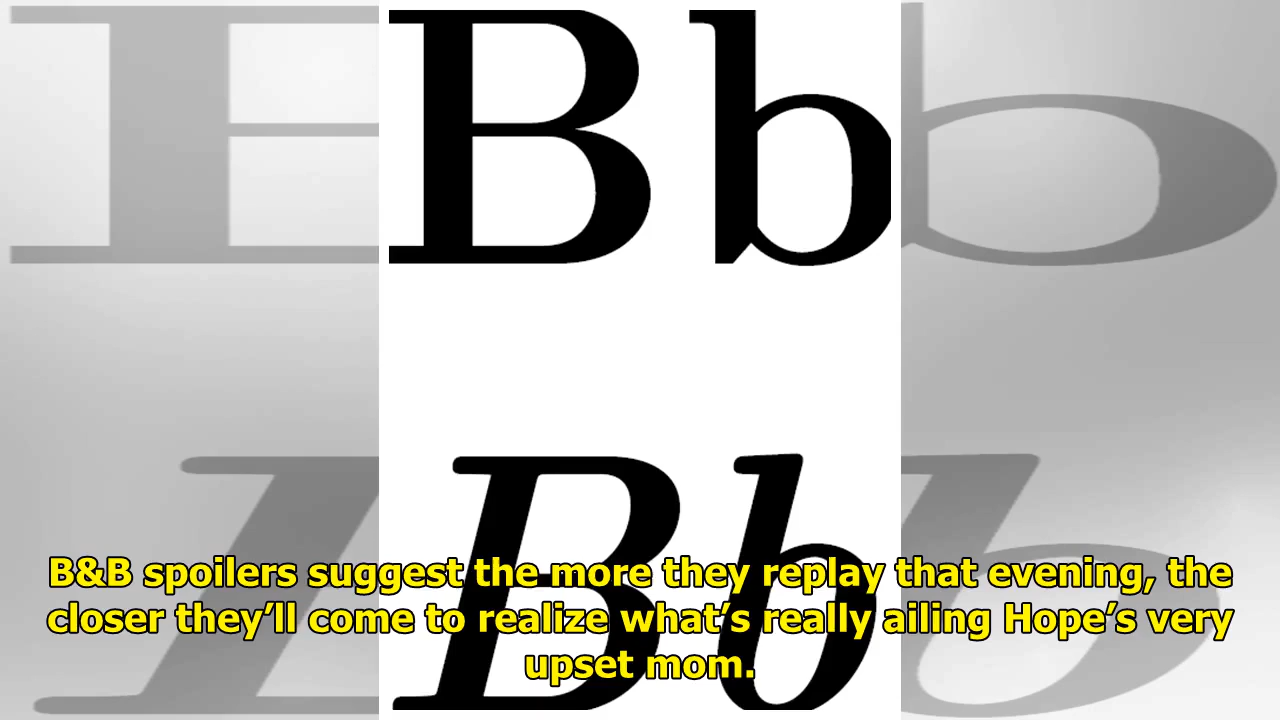 Bb
Bb
B&B spoilers suggest the more they replay that evening, the
closer they’ll come to realize what’s really ailing Hope’s very
upset mom.